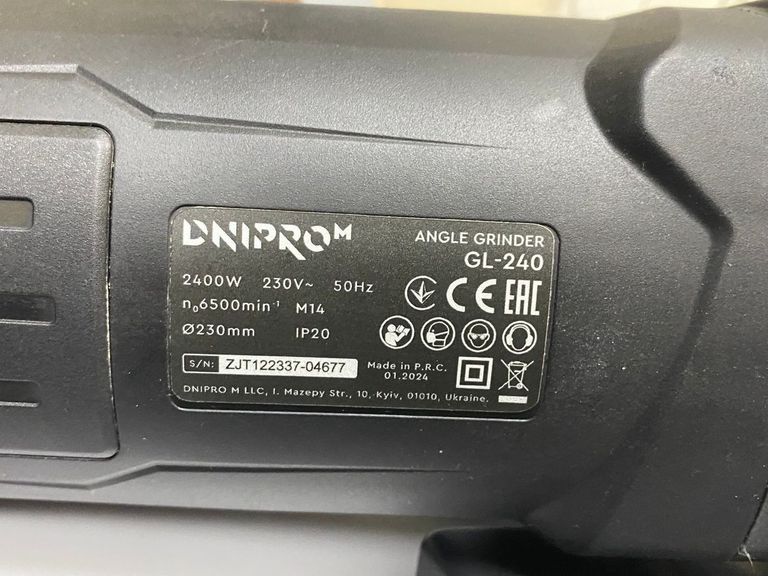 DNIPRO M
ANGLE GRINDER
GL-240
2400W 230V~ 50Hz
n₀6500min⁻¹ M14
Ø230mm IP20
CE EAC
S/N: ZJT122337-04677
Made in P.R.C.
01.2024
DNIPRO M LLC, I. Mazepy Str., 10, Kyiv, 01010, Ukraine.